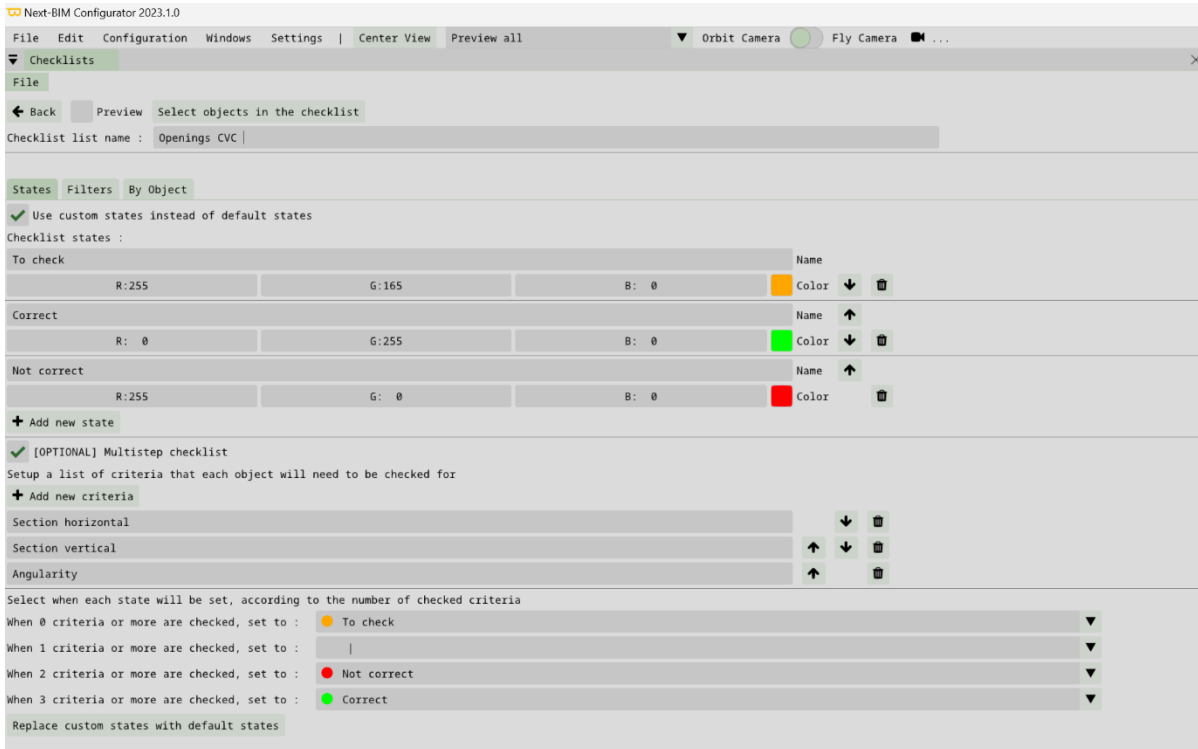 Next-BIM Configurator 2023.1.0
File Edit Configuration Windows Settings | Center View Preview all Orbit Camera Fly Camera ...
Checklists
File
Back Preview Select objects in the checklist
Checklist list name : Openings CVC
States Filters By Object
Use custom states instead of default states
Checklist states :
To check Name
R:255 G:165 B: 0 Color
Correct Name
R: 0 G:255 B: 0 Color
Not correct Name
R:255 G: 0 B: 0 Color
+ Add new state
[OPTIONAL] Multistep checklist
Setup a list of criteria that each object will need to be checked for
+ Add new criteria
Section horizontal
Section vertical
Angularity
Select when each state will be set, according to the number of checked criteria
When 0 criteria or more are checked, set to : To check
When 1 criteria or more are checked, set to : |
When 2 criteria or more are checked, set to : Not correct
When 3 criteria or more are checked, set to : Correct
Replace custom states with default states